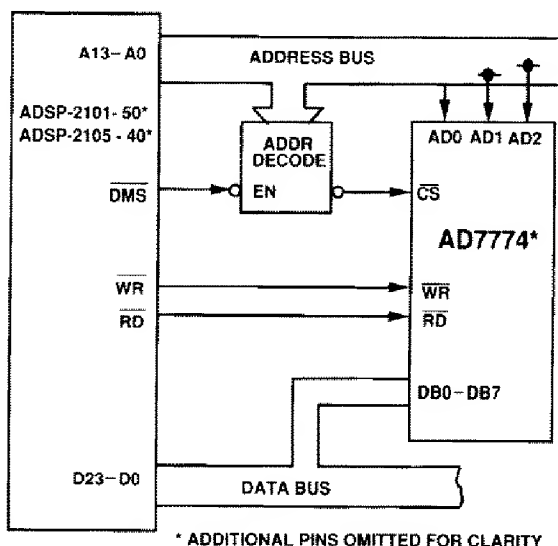 A13–A0
ADDRESS BUS
ADSP-2101-50*
ADSP-2105-40*
ADDR
DECODE
AD0 AD1 AD2
DMS
EN
CS
AD7774*
WR
WR
RD
RD
DB0–DB7
D23–D0
DATA BUS
* ADDITIONAL PINS OMITTED FOR CLARITY